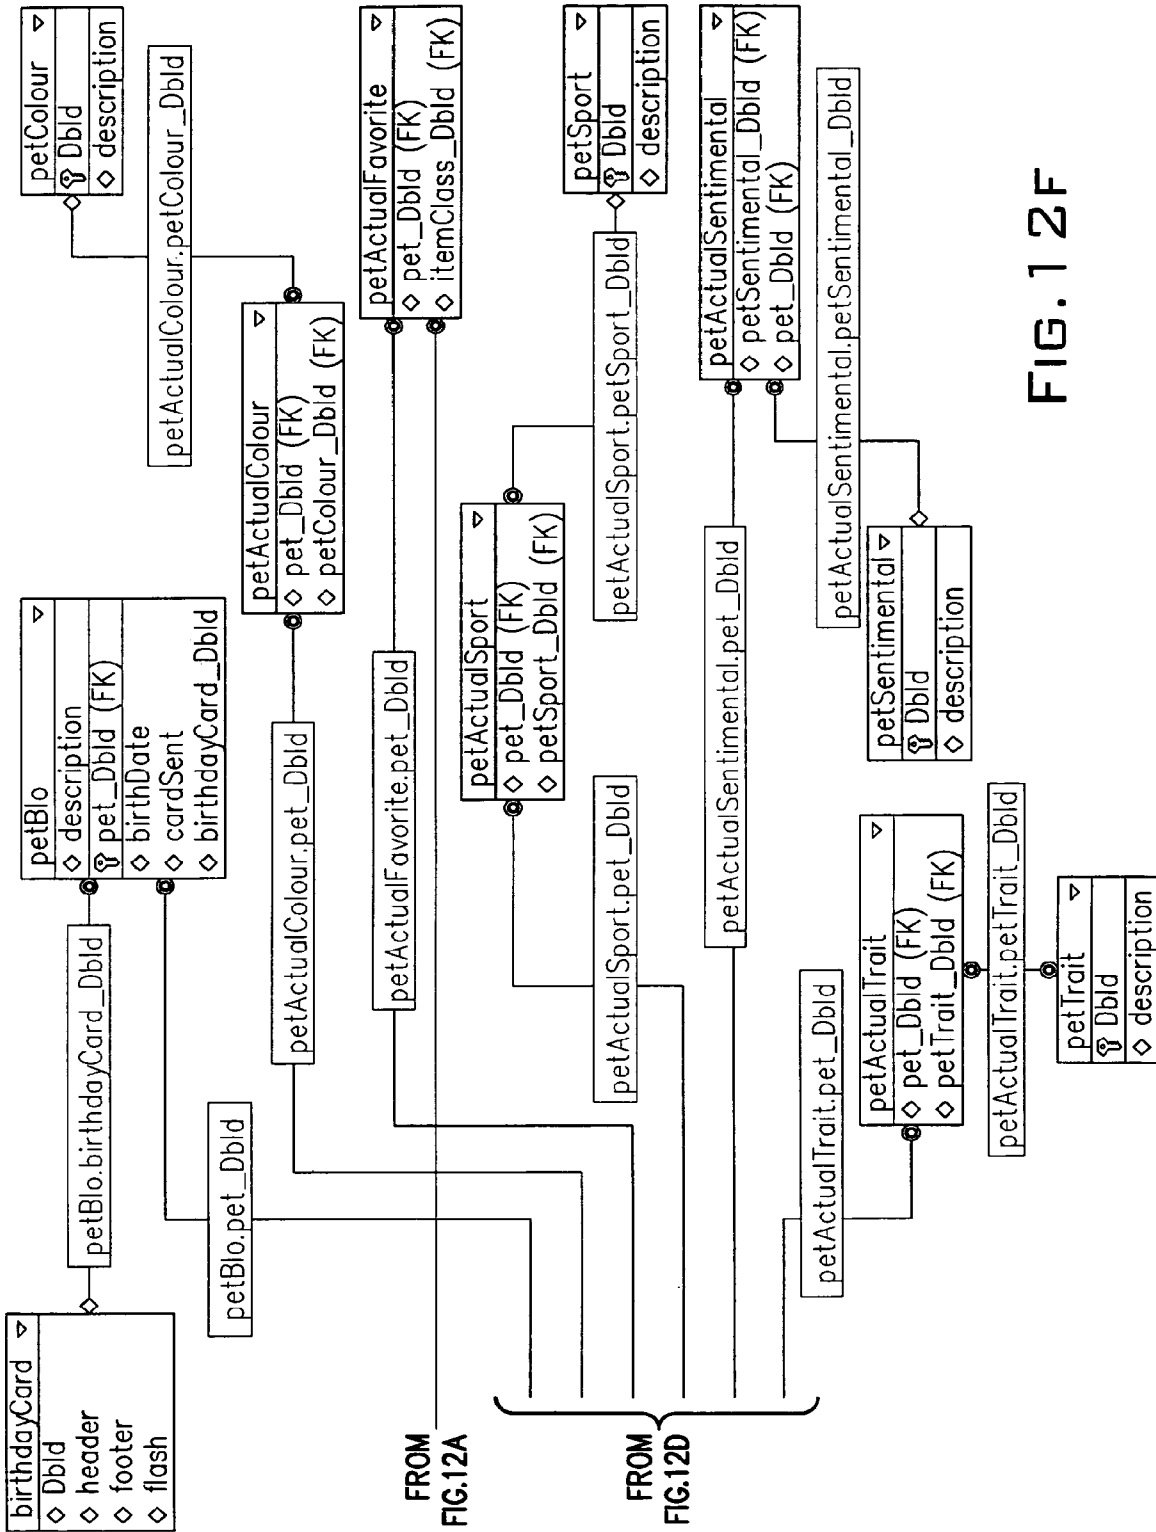 birthdayCard
DbId
header
footer
flash
petBIo.birthdayCard_DbId
petBIo
description
pet_DbId (FK)
birthDate
cardSent
birthdayCard_DbId
petBIo.pet_DbId
petColour
DbId
description
petActualColour.petColour_DbId
petActualColour
pet_DbId (FK)
petColour_DbId (FK)
petActualColour.pet_DbId
petActualFavorite
pet_DbId (FK)
itemClass_DbId (FK)
petActualFavorite.pet_DbId
FROM
FIG.12A
petActualSport
pet_DbId (FK)
petSport_DbId (FK)
petActualSport.pet_DbId
petSport
DbId
description
petActualSport.petSport_DbId
FROM
FIG.12D
petActualSentimental
petSentimental_DbId (FK)
pet_DbId (FK)
petActualSentimental.pet_DbId
petActualSentimental.petSentimental_DbId
petSentimental
DbId
description
petActualTrait.pet_DbId
petActualTrait
pet_DbId (FK)
petTrait_DbId (FK)
petActualTrait.petTrait_DbId
petTrait
DbId
description
FIG.12F